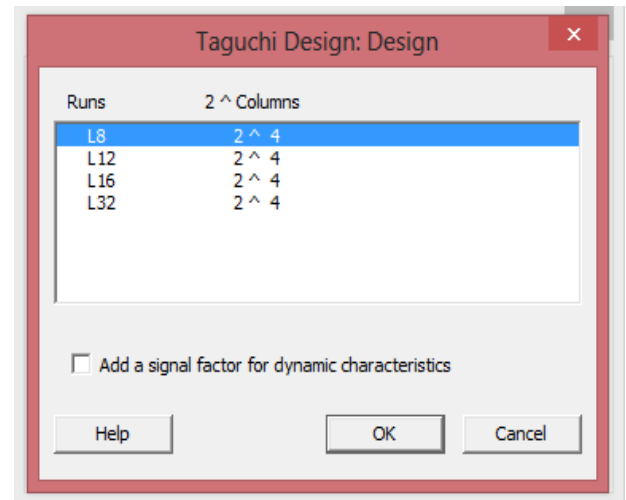 Taguchi Design: Design
Runs 2 ^ Columns
L8 2 ^ 4
L12 2 ^ 4
L16 2 ^ 4
L32 2 ^ 4
Add a signal factor for dynamic characteristics
Help OK Cancel